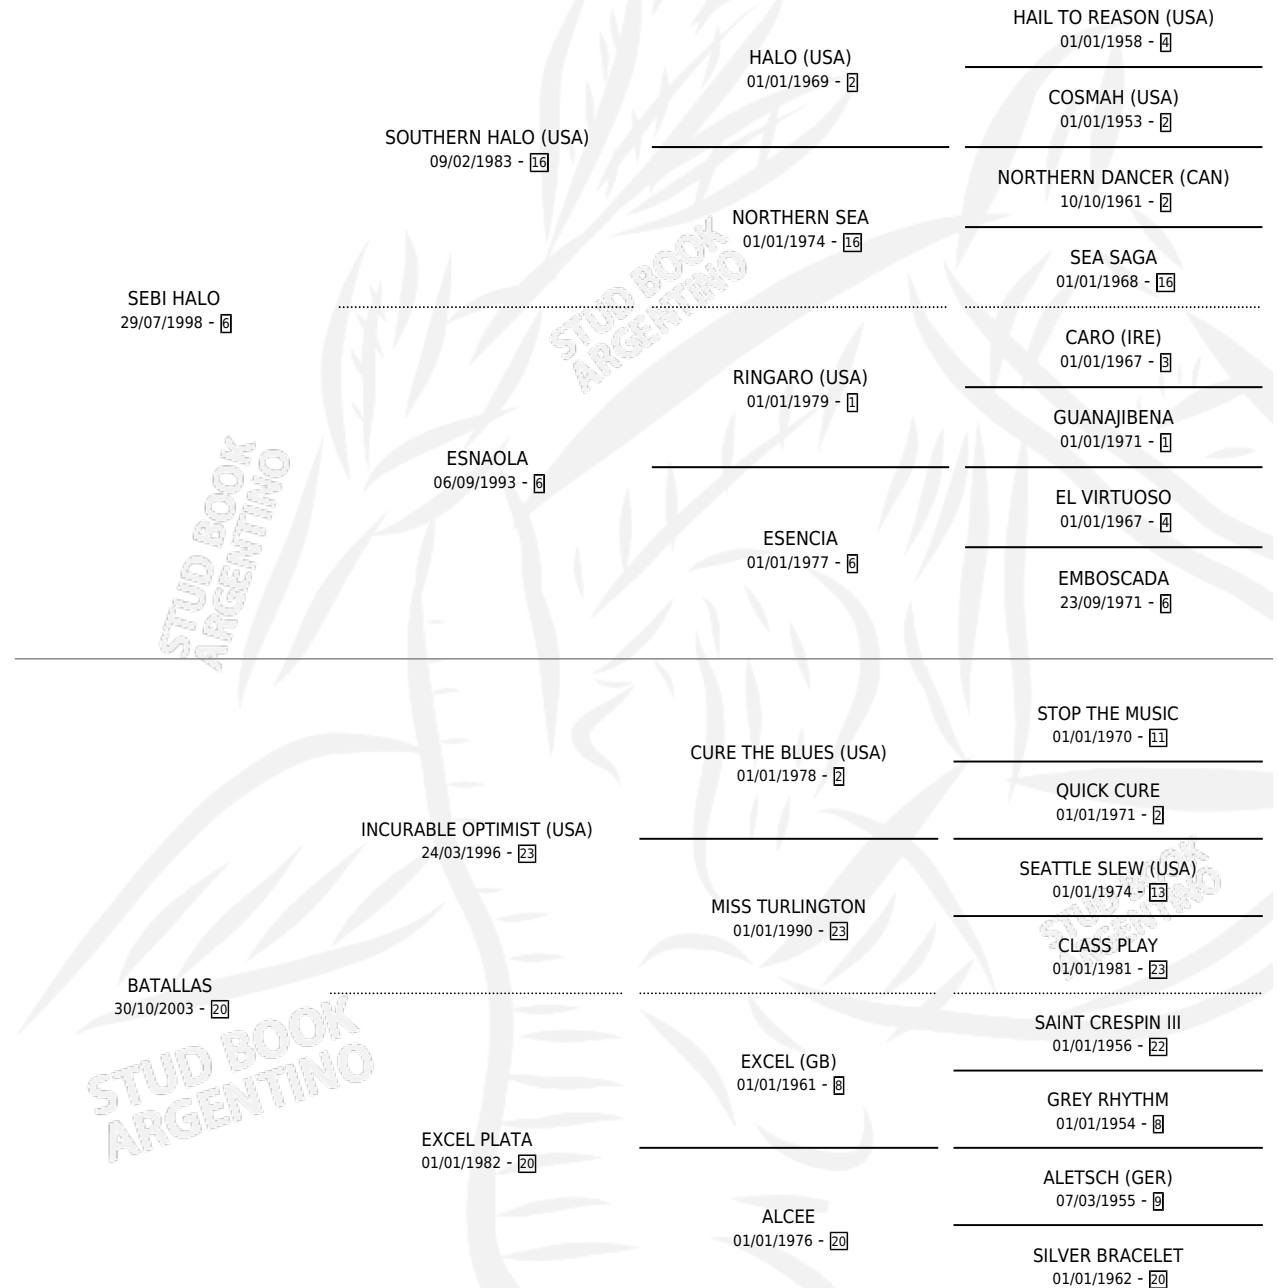 HAIL TO REASON (USA)
01/01/1958 - 4
HALO (USA)
01/01/1969 - 2
COSMAH (USA)
01/01/1953 - 2
SOUTHERN HALO (USA)
09/02/1983 - 16
NORTHERN DANCER (CAN)
10/10/1961 - 2
NORTHERN SEA
01/01/1974 - 16
SEA SAGA
01/01/1968 - 16
SEBI HALO
29/07/1998 - 6
STUD BOOK
ARGENTINO
CARO (IRE)
01/01/1967 - 3
RINGARO (USA)
01/01/1979 - 1
GUANAJIBENA
01/01/1971 - 1
ESNAOLA
06/09/1993 - 6
EL VIRTUOSO
01/01/1967 - 4
ESENCIA
01/01/1977 - 6
EMBOSCADA
23/09/1971 - 6
STUD BOOK
ARGENTINO
STOP THE MUSIC
01/01/1970 - 11
CURE THE BLUES (USA)
01/01/1978 - 2
QUICK CURE
01/01/1971 - 2
INCURABLE OPTIMIST (USA)
24/03/1996 - 23
SEATTLE SLEW (USA)
01/01/1974 - 13
MISS TURLINGTON
01/01/1990 - 23
STUD BOOK
ARGENTINO
CLASS PLAY
01/01/1981 - 23
BATALLAS
30/10/2003 - 20
SAINT CRESPIN III
01/01/1956 - 22
EXCEL (GB)
01/01/1961 - 8
GREY RHYTHM
01/01/1954 - 8
STUD BOOK
ARGENTINO
EXCEL PLATA
01/01/1982 - 20
ALETSCH (GER)
07/03/1955 - 9
ALCEE
01/01/1976 - 20
SILVER BRACELET
01/01/1962 - 20